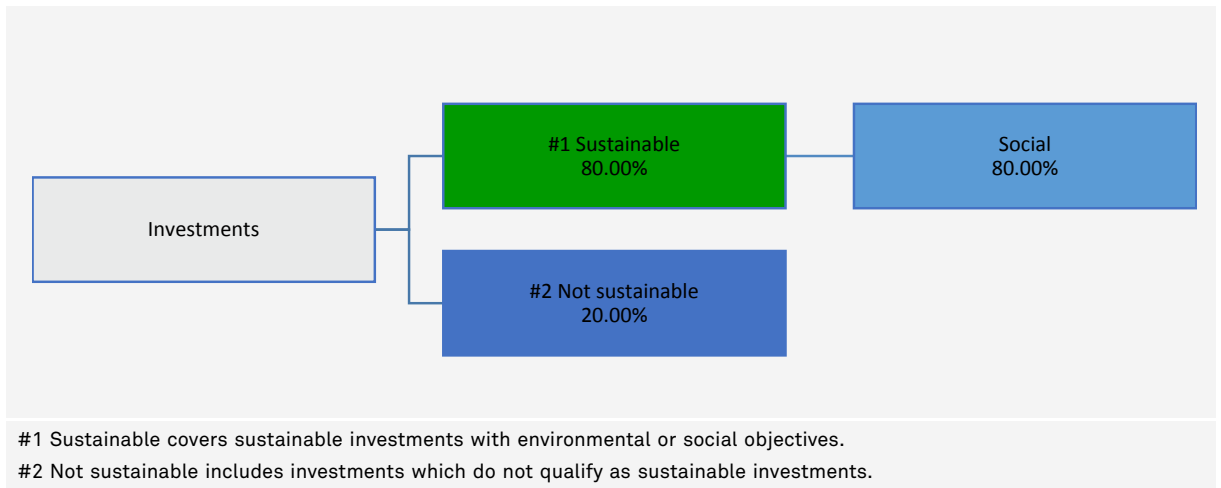 Investments
#1 Sustainable
80.00%
Social
80.00%
#2 Not sustainable
20.00%
#1 Sustainable covers sustainable investments with environmental or social objectives.
#2 Not sustainable includes investments which do not qualify as sustainable investments.